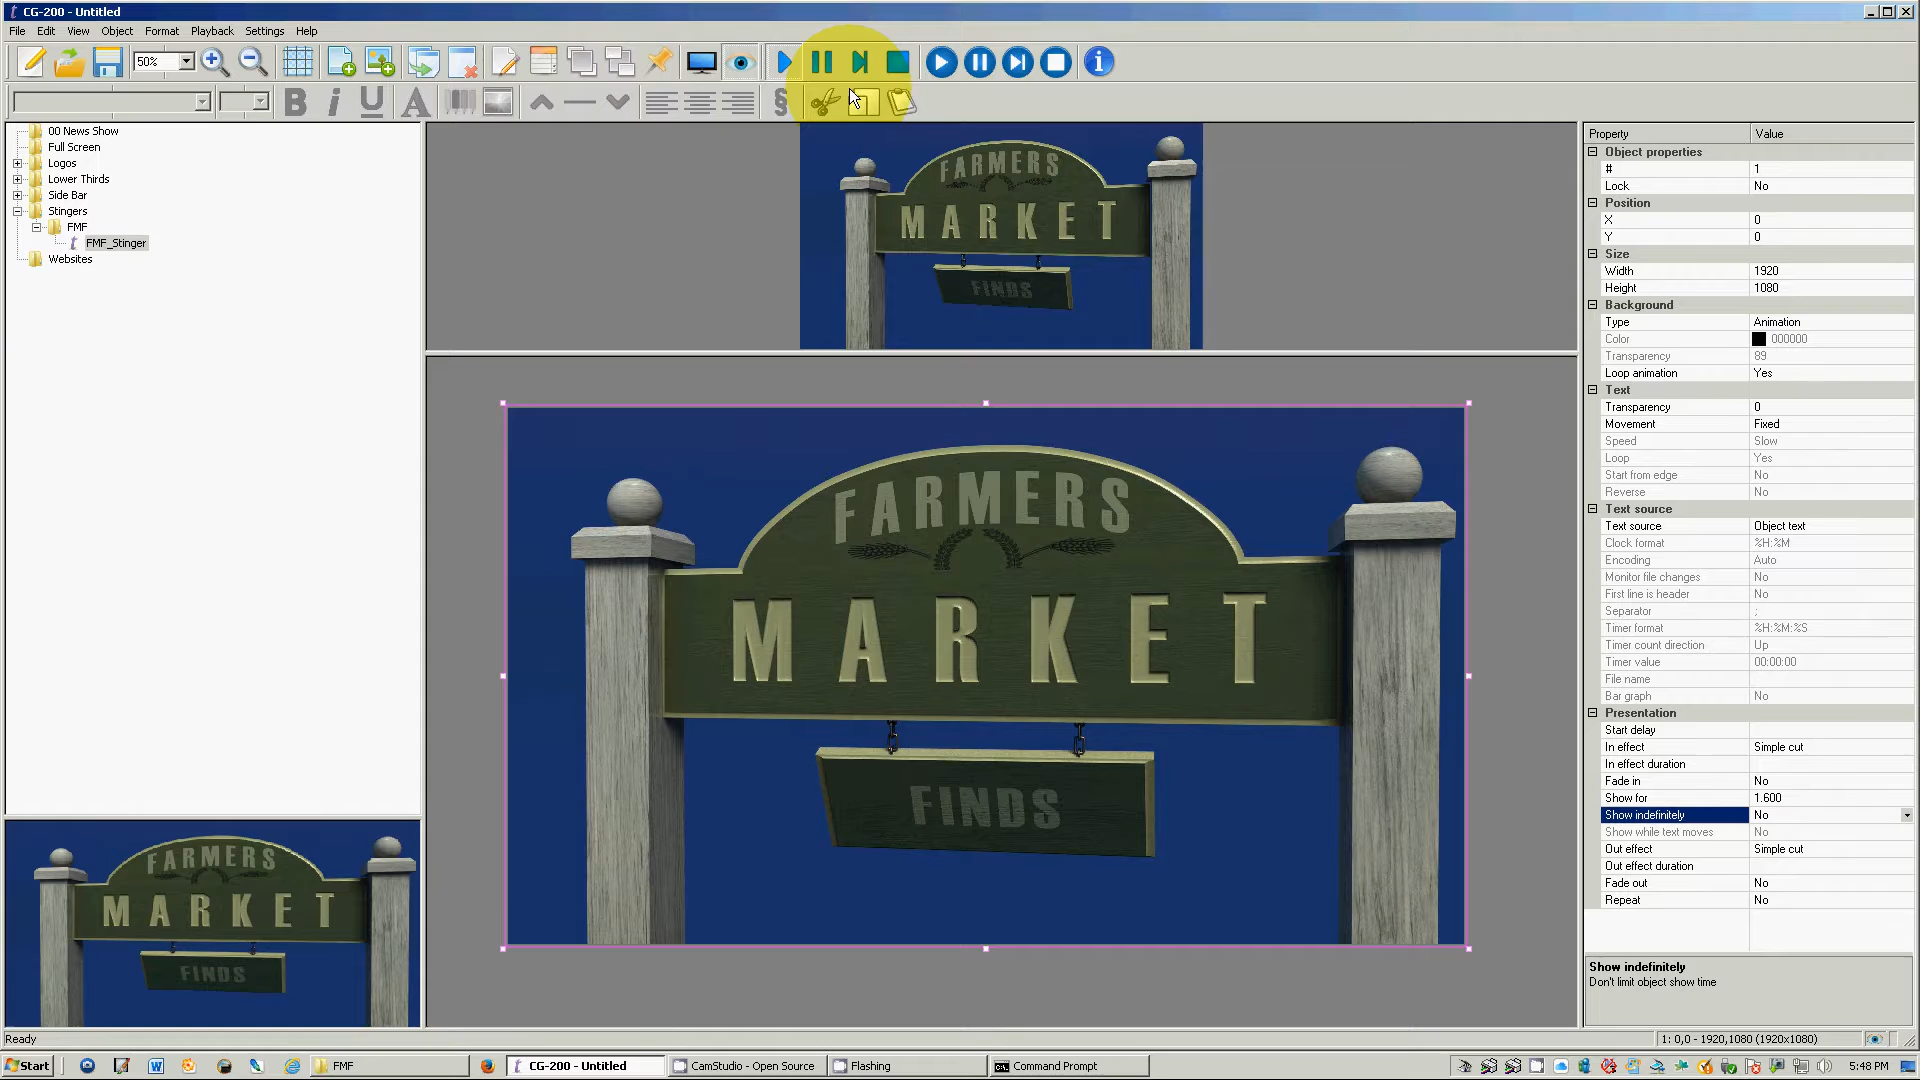 CG-200 - Untitled
File Edit View Object Format Playback Settings Help
50%
00 News Show
Full Screen
Logos
Lower Thirds
Side Bar
Stingers
FMF
FMF_Stinger
Websites
FARMERS
MARKET
FINDS
FARMERS
MARKET
FINDS
FARMERS
MARKET
FINDS
Property Value
Object properties
# 1
Lock No
Position
X 0
Y 0
Size
Width 1920
Height 1080
Background
Type Animation
Color 000000
Transparency 89
Loop animation Yes
Text
Transparency 0
Movement Fixed
Speed Slow
Loop Yes
Start from edge No
Reverse No
Text source
Text source Object text
Clock format %H:%M
Encoding Auto
Monitor file changes No
First line is header No
Separator ;
Timer format %H:%M:%S
Timer count direction Up
Timer value 00:00:00
File name
Bar graph No
Presentation
Start delay
In effect Simple cut
In effect duration
Fade in No
Show for 1.600
Show indefinitely No
Show while text moves No
Out effect Simple cut
Out effect duration
Fade out No
Repeat No
Show indefinitely
Don't limit object show time
Ready
1: 0,0 - 1920,1080 (1920x1080)
Start FMF CG-200 - Untitled CamStudio - Open Source Flashing Command Prompt 5:48 PM